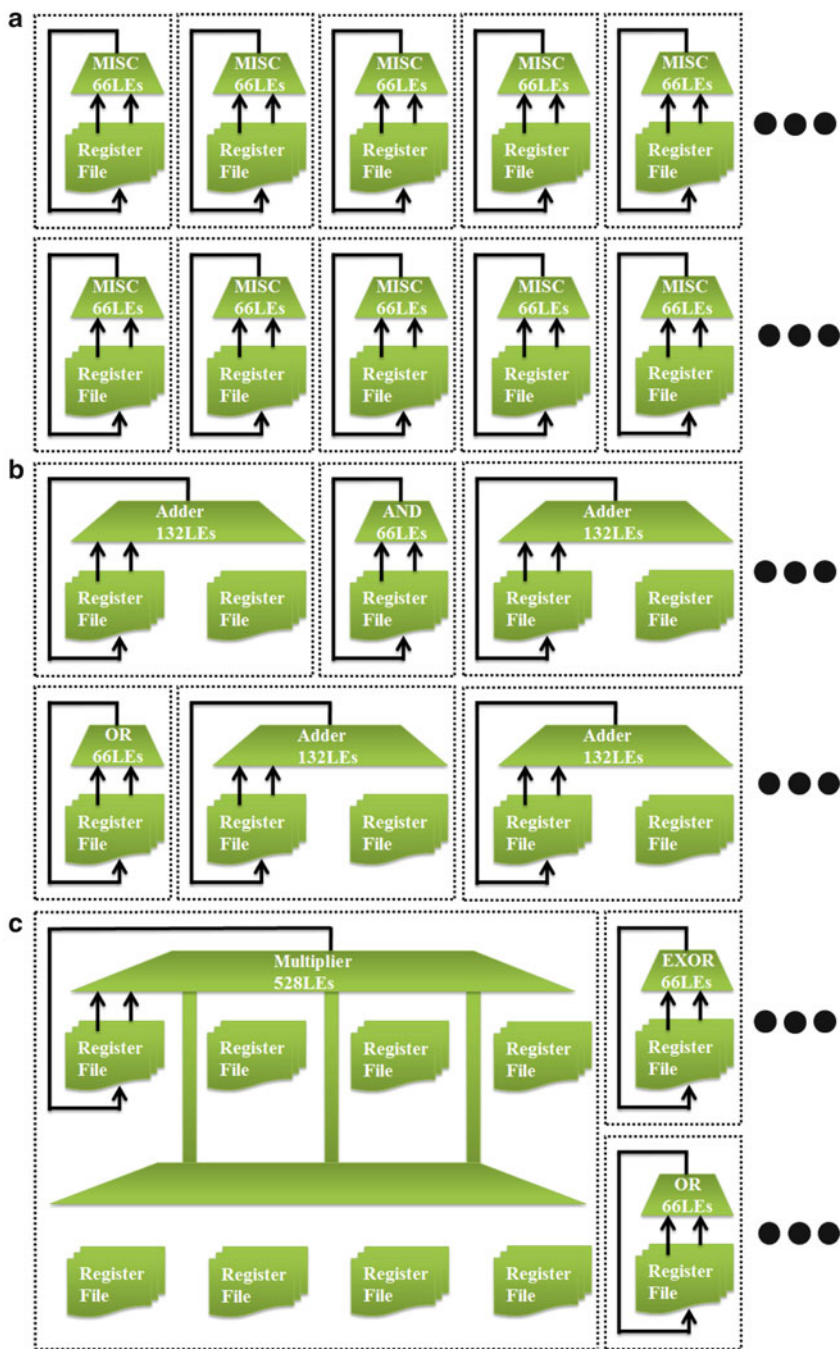 a
MISC
66LEs
Register
File
MISC
66LEs
Register
File
MISC
66LEs
Register
File
MISC
66LEs
Register
File
MISC
66LEs
Register
File
MISC
66LEs
Register
File
MISC
66LEs
Register
File
MISC
66LEs
Register
File
MISC
66LEs
Register
File
MISC
66LEs
Register
File
b
Adder
132LEs
Register
File
Register
File
AND
66LEs
Register
File
Adder
132LEs
Register
File
Register
File
OR
66LEs
Register
File
Adder
132LEs
Register
File
Register
File
Adder
132LEs
Register
File
Register
File
c
Multiplier
528LEs
Register
File
Register
File
Register
File
Register
File
Register
File
Register
File
Register
File
Register
File
EXOR
66LEs
Register
File
OR
66LEs
Register
File